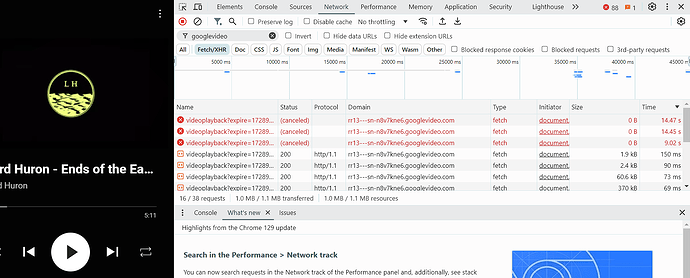 LH
rd Huron - Ends of the Ea...
rd Huron
5:11
Elements Console Sources Network Performance Memory Application Security Lighthouse 88 1
Preserve log Disable cache No throttling
googlevideo Invert Hide data URLs Hide extension URLs
All Fetch/XHR Doc CSS JS Font Img Media Manifest WS Wasm Other Blocked response cookies Blocked requests 3rd-party requests
5000 ms 10000 ms 15000 ms 20000 ms 25000 ms 30000 ms 35000 ms 40000 ms 45000 ms
Name Status Protocol Domain Type Initiator Size Time
videoplayback?expire=17289... (canceled) rr13---sn-n8v7kne6.googlevideo.com fetch document. 0 B 14.47 s
videoplayback?expire=17289... (canceled) rr13---sn-n8v7kne6.googlevideo.com fetch document. 0 B 14.45 s
videoplayback?expire=17289... (canceled) rr13---sn-n8v7kne6.googlevideo.com fetch document. 0 B 9.02 s
videoplayback?expire=17289... 200 http/1.1 rr13---sn-n8v7kne6.googlevideo.com fetch document. 1.9 kB 150 ms
videoplayback?expire=17289... 200 http/1.1 rr13---sn-n8v7kne6.googlevideo.com fetch document. 2.4 kB 90 ms
videoplayback?expire=17289... 200 http/1.1 rr13---sn-n8v7kne6.googlevideo.com fetch document. 60.6 kB 73 ms
videoplayback?expire=17289... 200 http/1.1 rr13---sn-n8v7kne6.googlevideo.com fetch document. 370 kB 69 ms
16 / 38 requests 1.0 MB / 1.1 MB transferred 1.0 MB / 1.1 MB resources
Console What's new Issues
Highlights from the Chrome 129 update
Search in the Performance > Network track
You can now search requests in the Network track of the Performance panel and, additionally, see stack